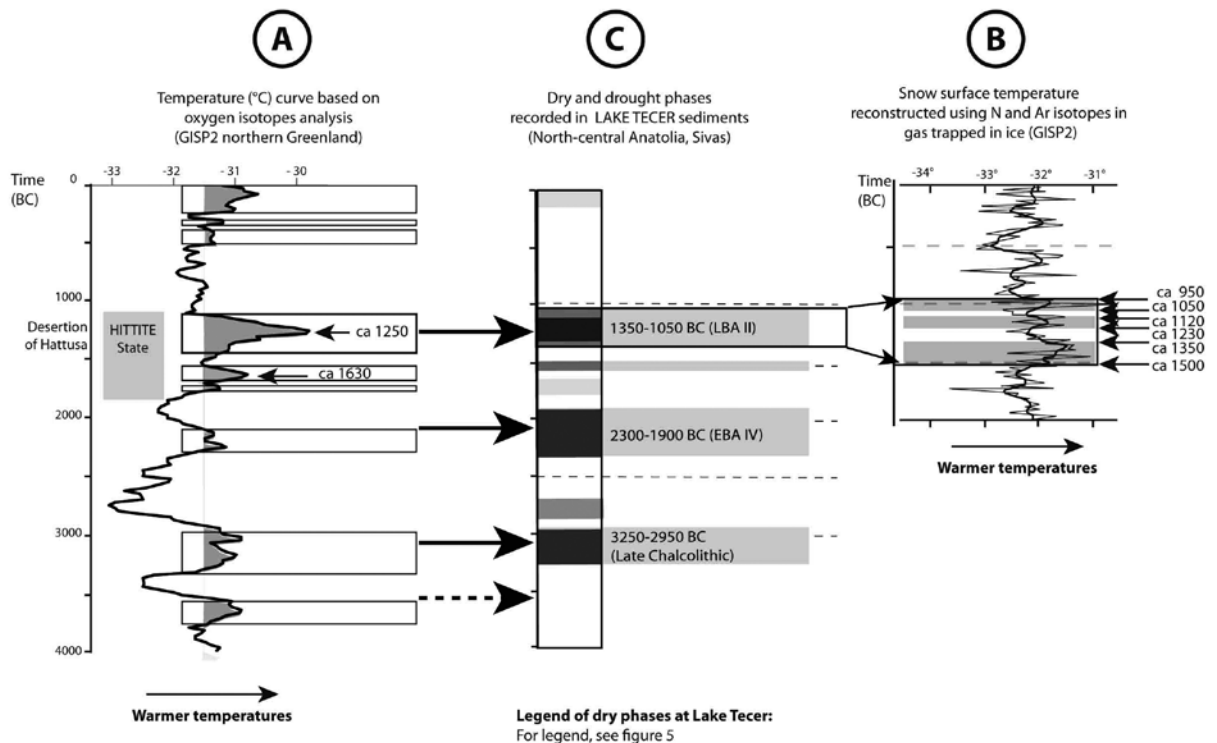 A
C
B
Temperature (°C) curve based on
oxygen isotopes analysis
(GISP2 northern Greenland)
Dry and drought phases
recorded in LAKE TECER sediments
(North-central Anatolia, Sivas)
Snow surface temperature
reconstructed using N and Ar isotopes in
gas trapped in ice (GISP2)
Time
(BC)
-33
-32
-31
-30
0
1000
2000
3000
4000
Desertion
of Hattusa
HITTITE
State
ca 1250
ca 1630
Warmer temperatures
1350-1050 BC (LBA II)
2300-1900 BC (EBA IV)
3250-2950 BC
(Late Chalcolithic)
Legend of dry phases at Lake Tecer:
For legend, see figure 5
Time
(BC)
-34°
-33°
-32°
-31°
ca 950
ca 1050
ca 1120
ca 1230
ca 1350
ca 1500
Warmer temperatures